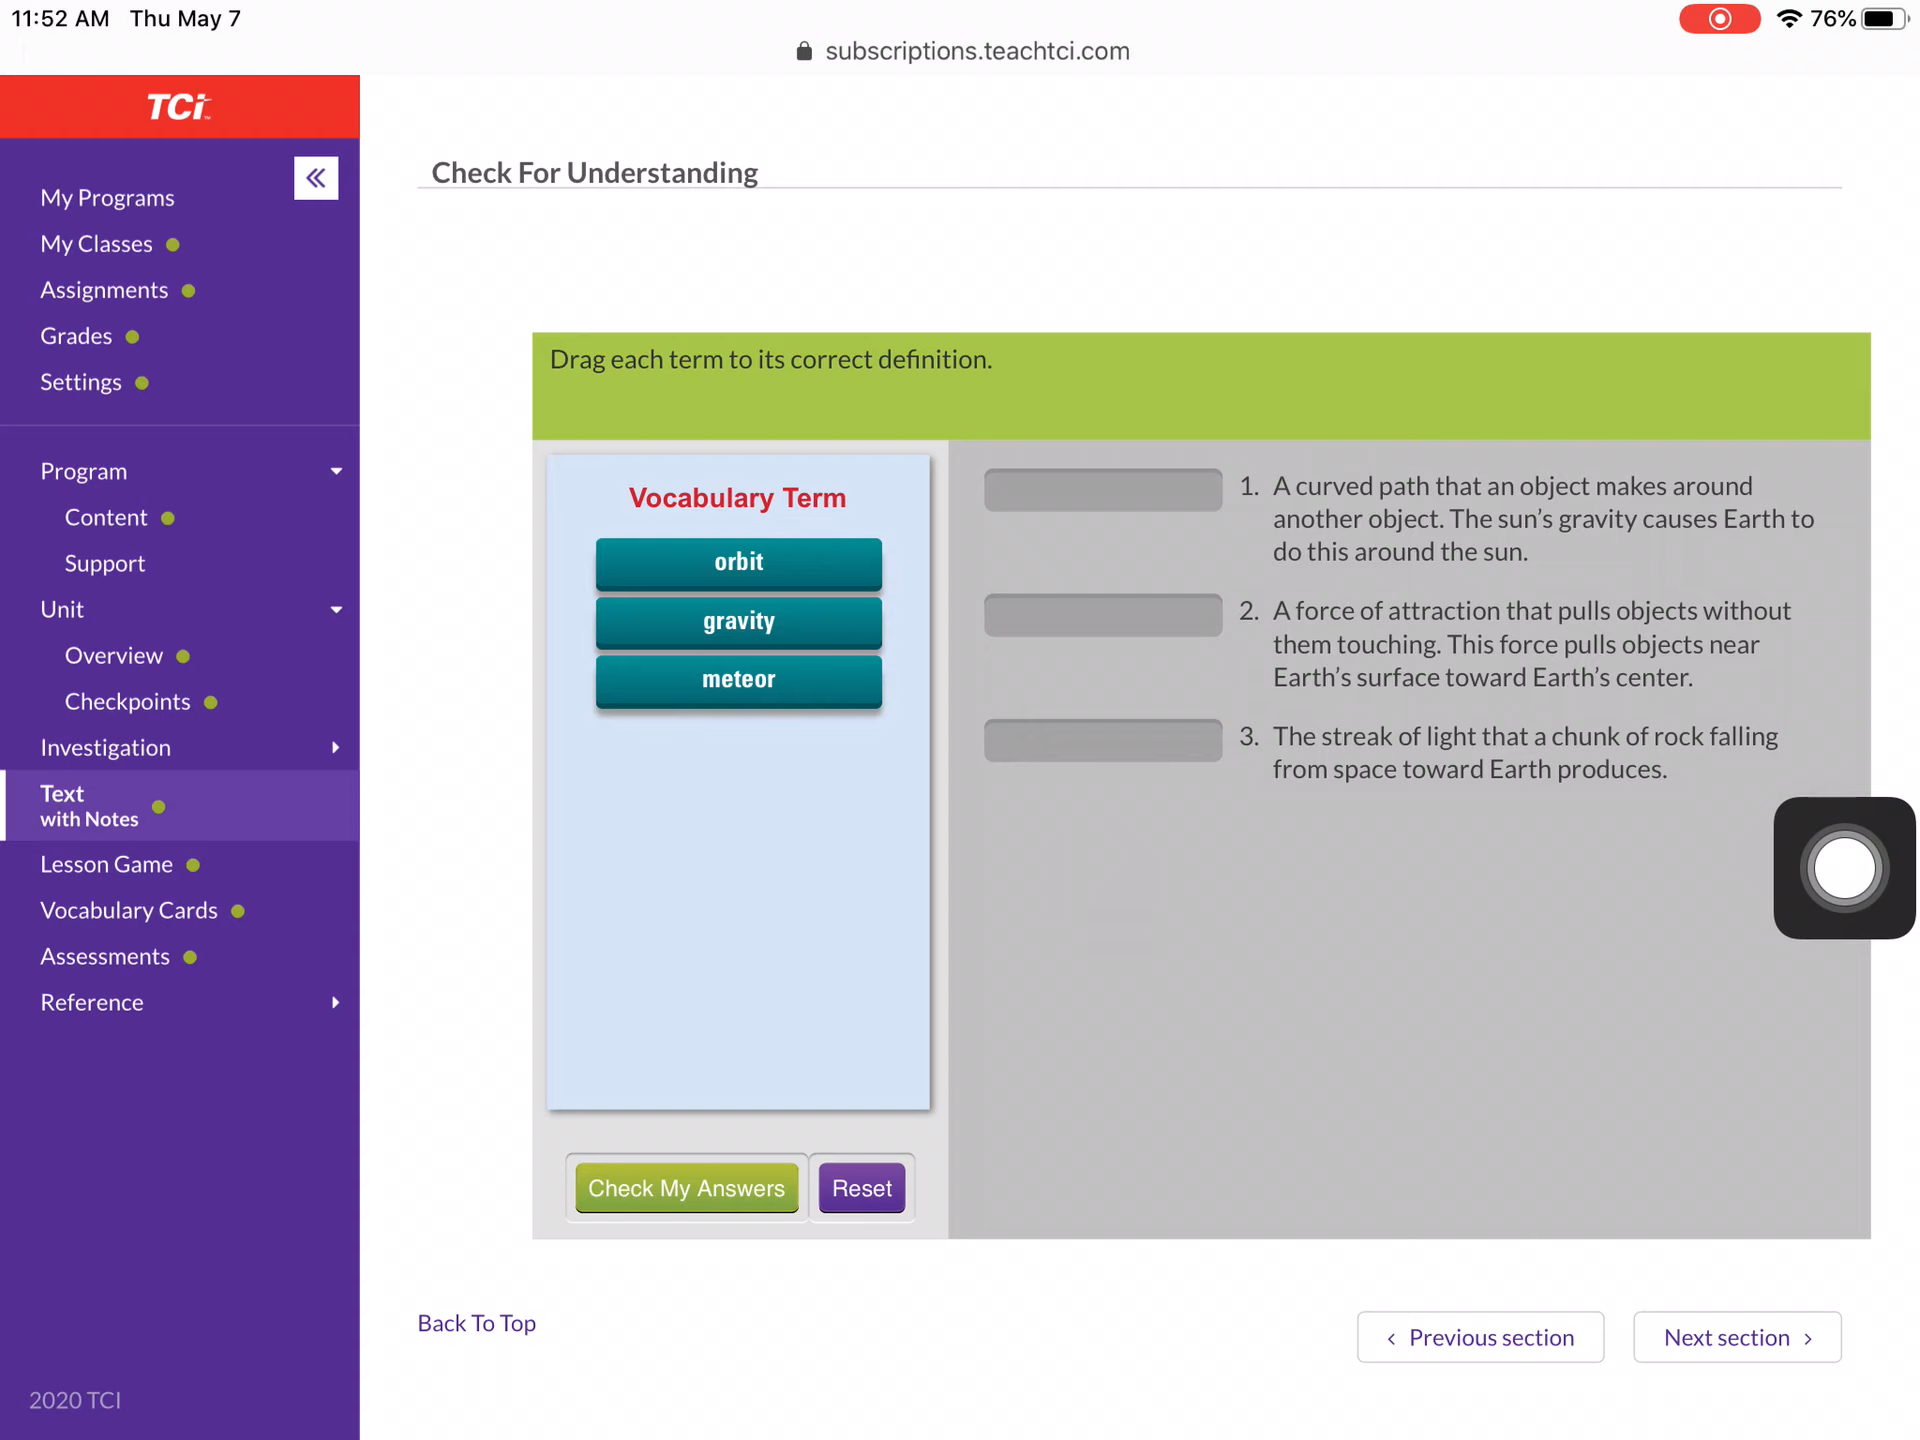 11:52 AM Thu May 7
76%
subscriptions.teachtci.com
TCi™
My Programs
My Classes
Assignments
Grades
Settings
Program
Content
Support
Unit
Overview
Checkpoints
Investigation
Text
with Notes
Lesson Game
Vocabulary Cards
Assessments
Reference
2020 TCI
Check For Understanding
Drag each term to its correct definition.
Vocabulary Term
orbit
gravity
meteor
Check My Answers
Reset
1. A curved path that an object makes around
another object. The sun’s gravity causes Earth to
do this around the sun.
2. A force of attraction that pulls objects without
them touching. This force pulls objects near
Earth’s surface toward Earth’s center.
3. The streak of light that a chunk of rock falling
from space toward Earth produces.
Back To Top
‹ Previous section
Next section ›